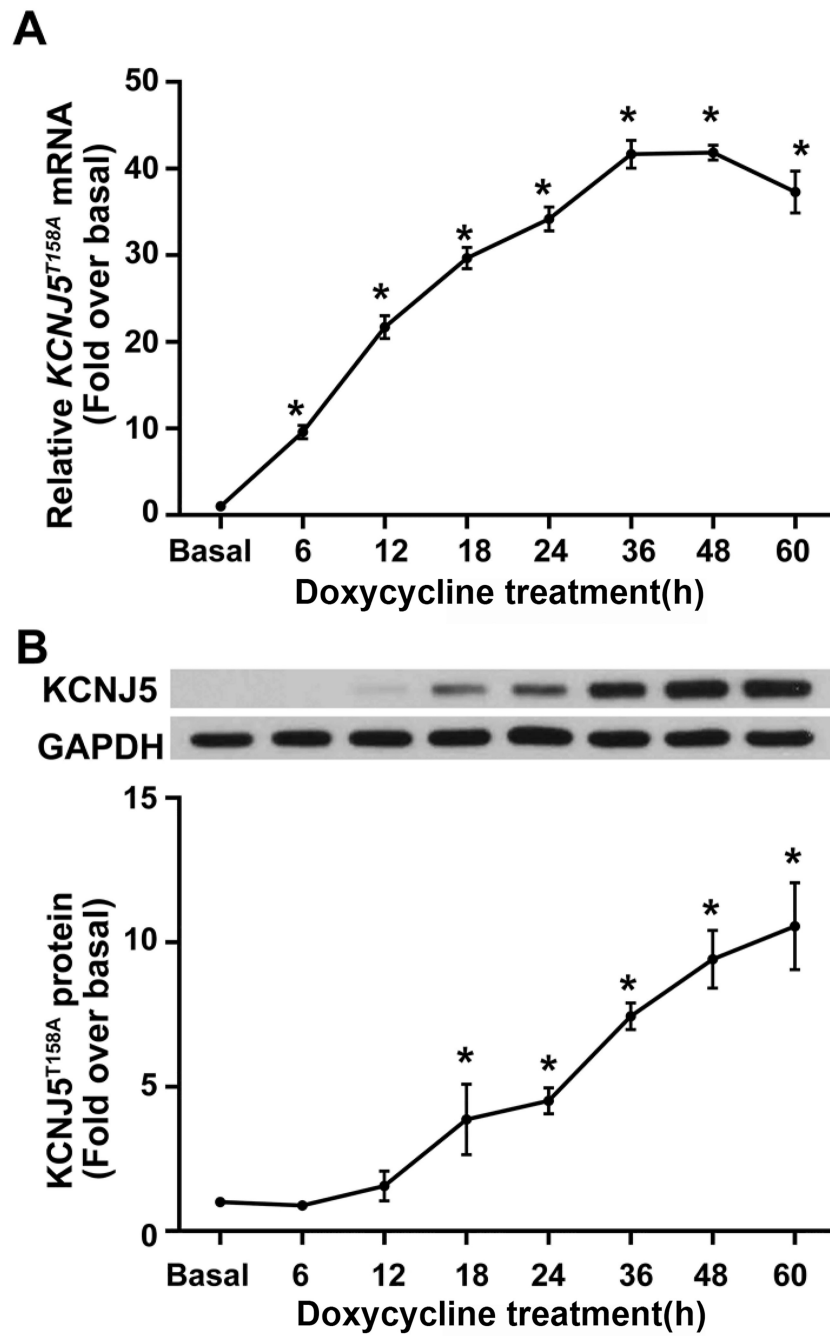 A
Relative KCNJ5T158A mRNA
(Fold over basal)
50
40
30
20
10
0
* * * * * * *
Basal 6 12 18 24 36 48 60
Doxycycline treatment(h)
B
KCNJ5
GAPDH
KCNJ5T158A protein
(Fold over basal)
15
10
5
0
* * * * *
Basal 6 12 18 24 36 48 60
Doxycycline treatment(h)